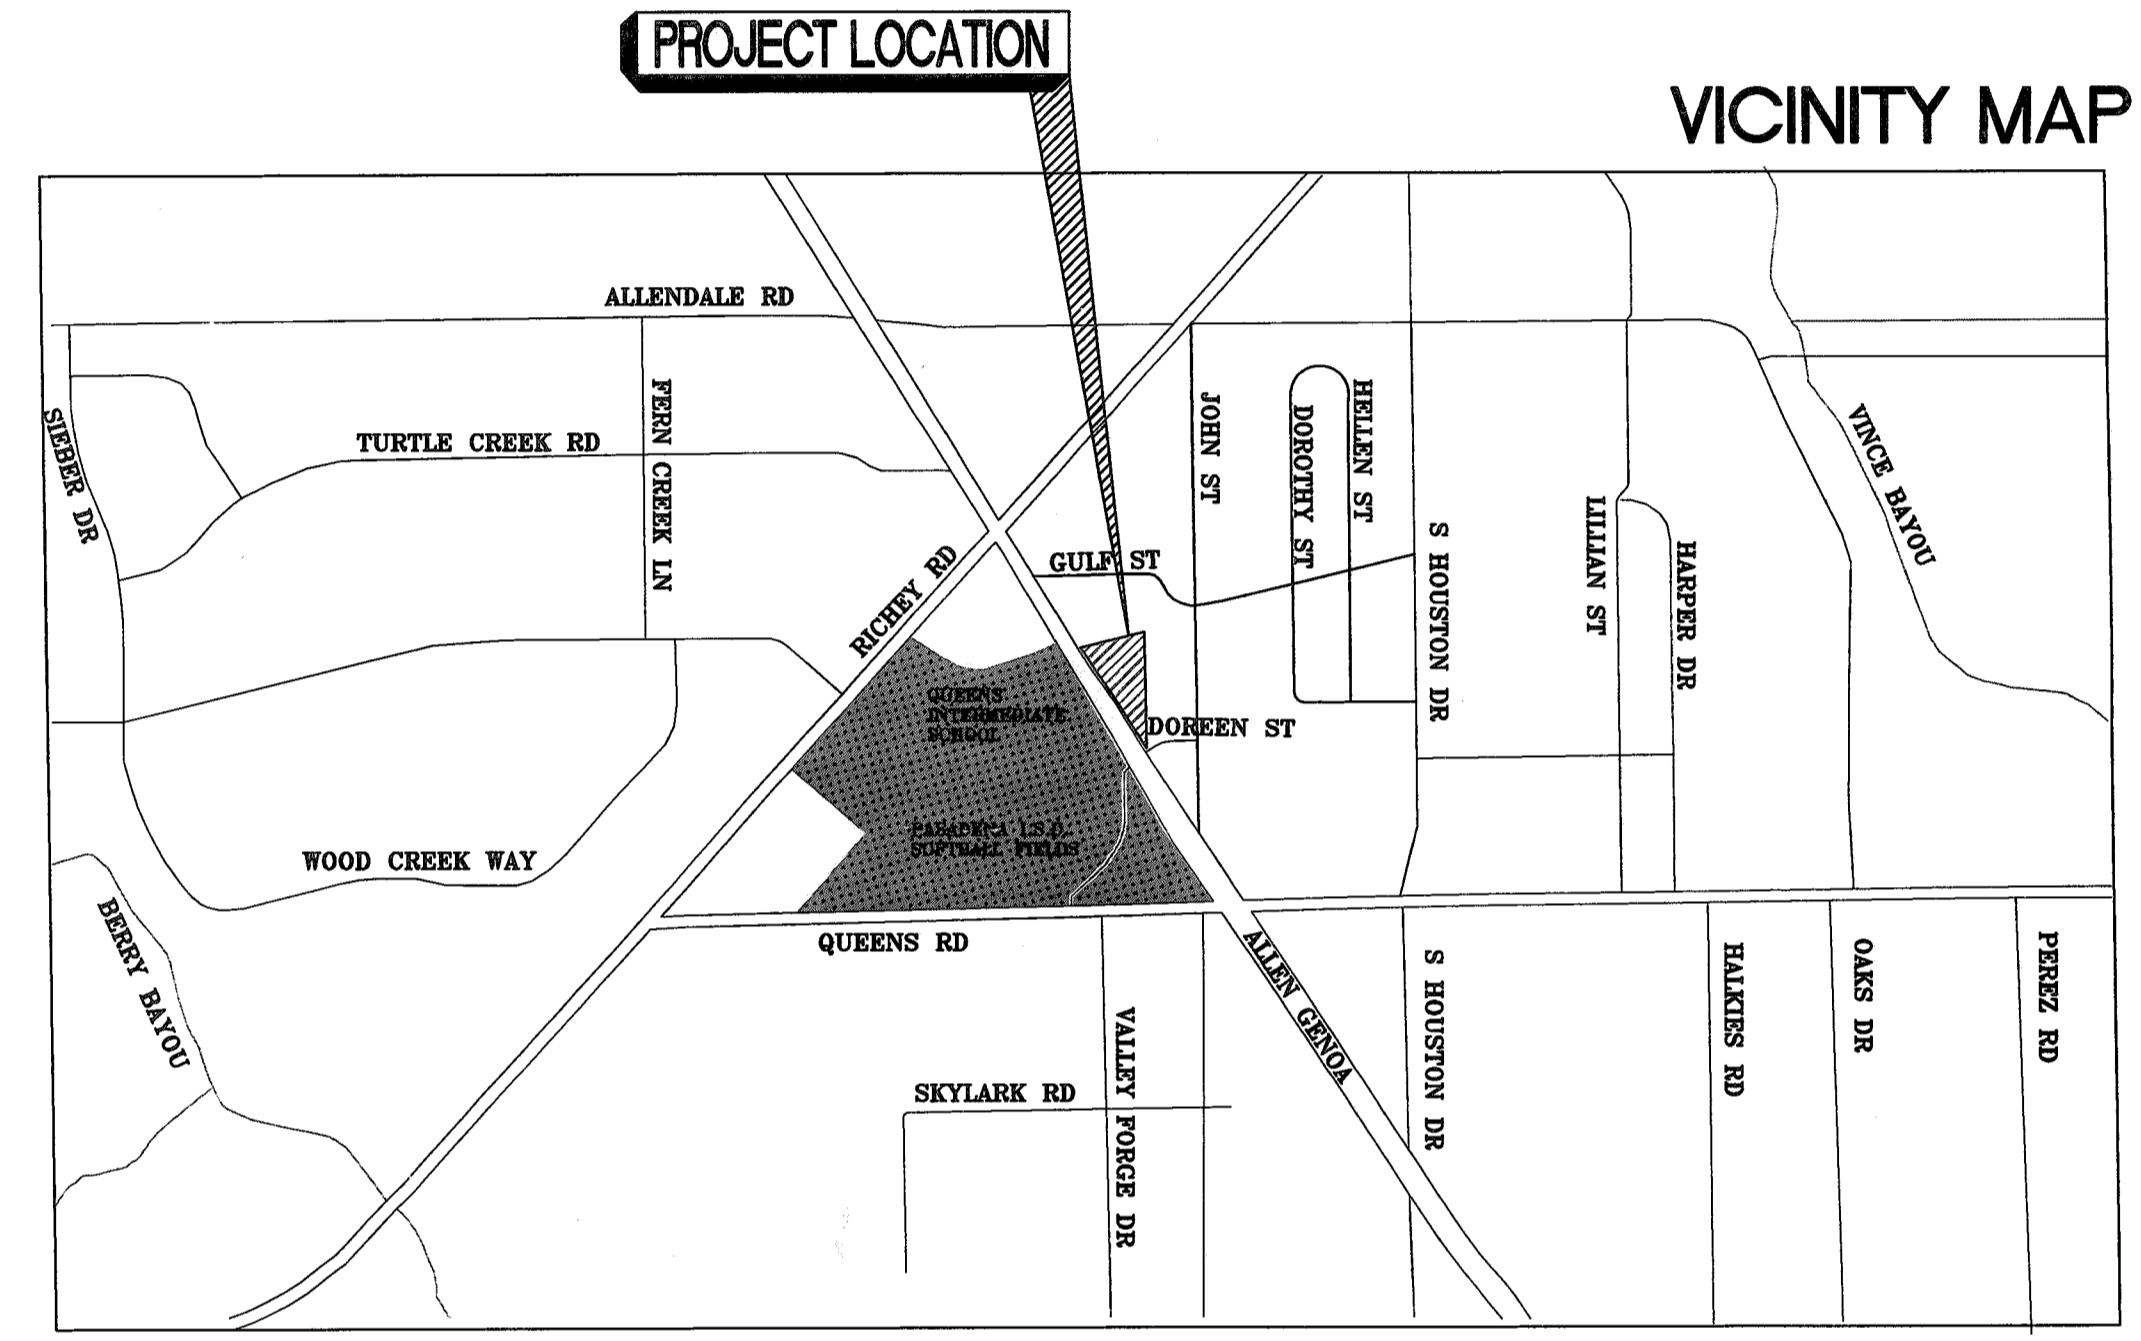 PROJECT LOCATION
VICINITY MAP
ALLENDALE RD
FERN CREEK LN
TURTLE CREEK RD
SIEBER DR
JOHN ST
DOROTHY ST
HELLEN ST
S HOUSTON DR
LILLIAN ST
HARPER DR
VINCE BAYOU
GULF ST
RICHEY RD
QUEENS
INTERMEDIATE
SCHOOL
DOREEN ST
PASADENA I.S.D.
SOFTBALL FIELDS
WOOD CREEK WAY
QUEENS RD
BERRY BAYOU
ALLEN GENOA
VALLEY FORGE DR
SKYLARK RD
S HOUSTON DR
HALKIES RD
OAKS DR
PEREZ RD